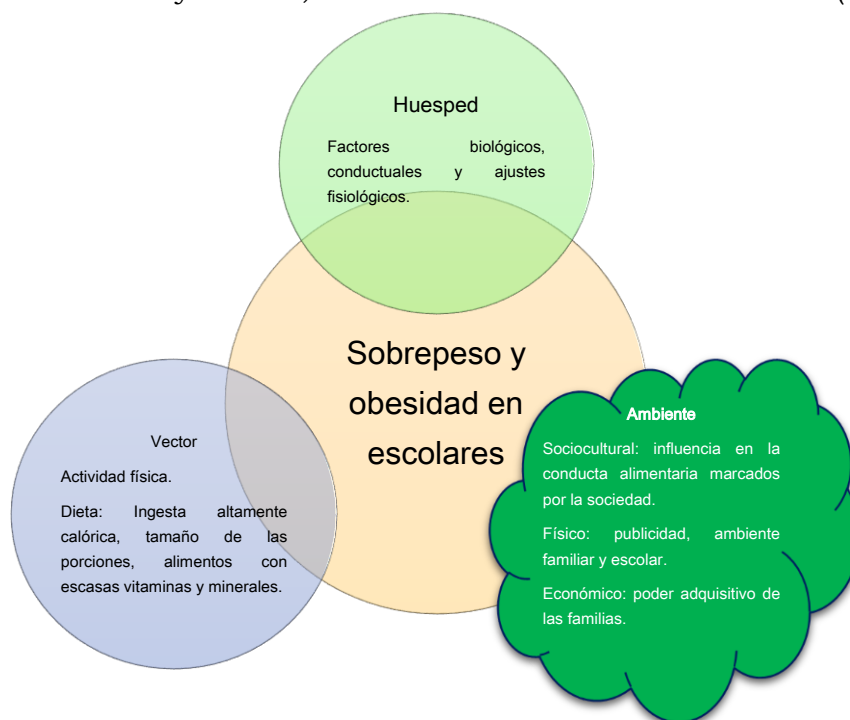 Huesped
Factores biológicos,
conductuales y ajustes
fisiológicos.
Sobrepeso y
obesidad en
escolares
Vector
Actividad física.
Dieta: Ingesta altamente
calórica, tamaño de las
porciones, alimentos con
escasas vitaminas y minerales.
Ambiente
Sociocultural: influencia en la
conducta alimentaria marcados
por la sociedad.
Físico: publicidad, ambiente
familiar y escolar.
Económico: poder adquisitivo de
las familias.